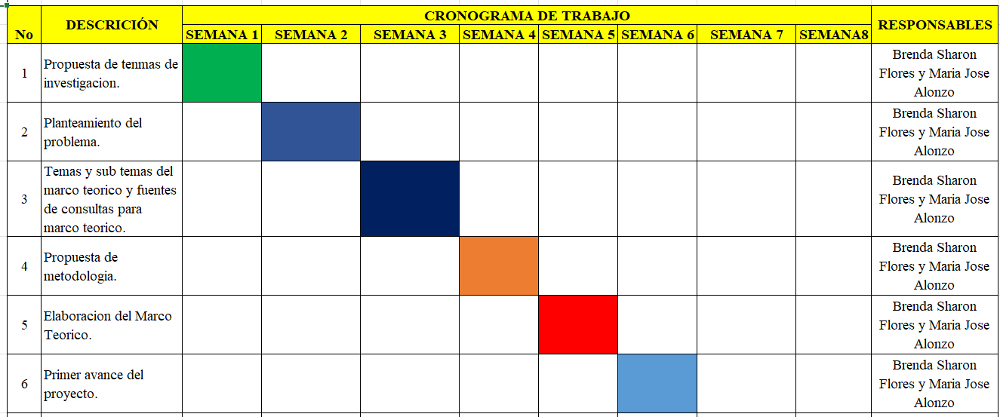 No
DESCRICIÓN
CRONOGRAMA DE TRABAJO
RESPONSABLES
SEMANA 1
SEMANA 2
SEMANA 3
SEMANA 4
SEMANA 5
SEMANA 6
SEMANA 7
SEMANA8
1
Propuesta de tenmas de
investigacion.
Brenda Sharon
Flores y Maria Jose
Alonzo
2
Planteamiento del
problema.
Brenda Sharon
Flores y Maria Jose
Alonzo
3
Temas y sub temas del
marco teorico y fuentes
de consultas para
marco teorico.
Brenda Sharon
Flores y Maria Jose
Alonzo
4
Propuesta de
metodologia.
Brenda Sharon
Flores y Maria Jose
Alonzo
5
Elaboracion del Marco
Teorico.
Brenda Sharon
Flores y Maria Jose
Alonzo
6
Primer avance del
proyecto.
Brenda Sharon
Flores y Maria Jose
Alonzo